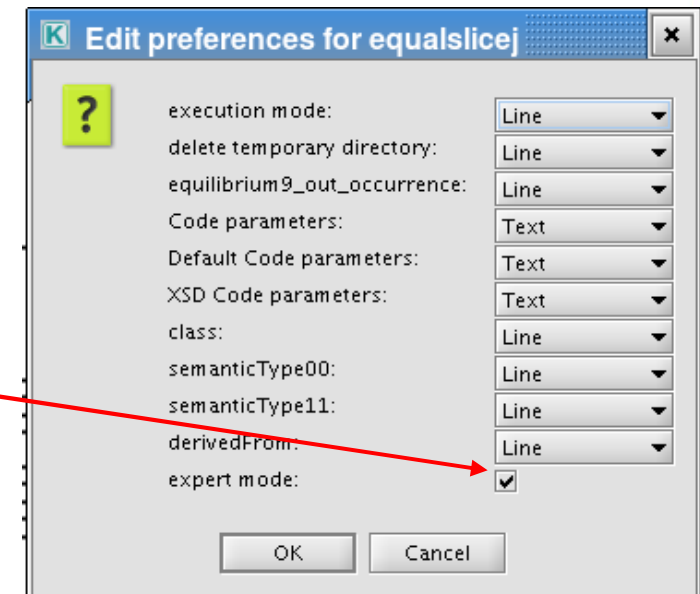 K Edit preferences for equalslicej
?
execution mode: Line
delete temporary directory: Line
equilibrium9_out_occurrence: Line
Code parameters: Text
Default Code parameters: Text
XSD Code parameters: Text
class: Line
semanticType00: Line
semanticType11: Line
derivedFrom: Line
expert mode:
OK Cancel